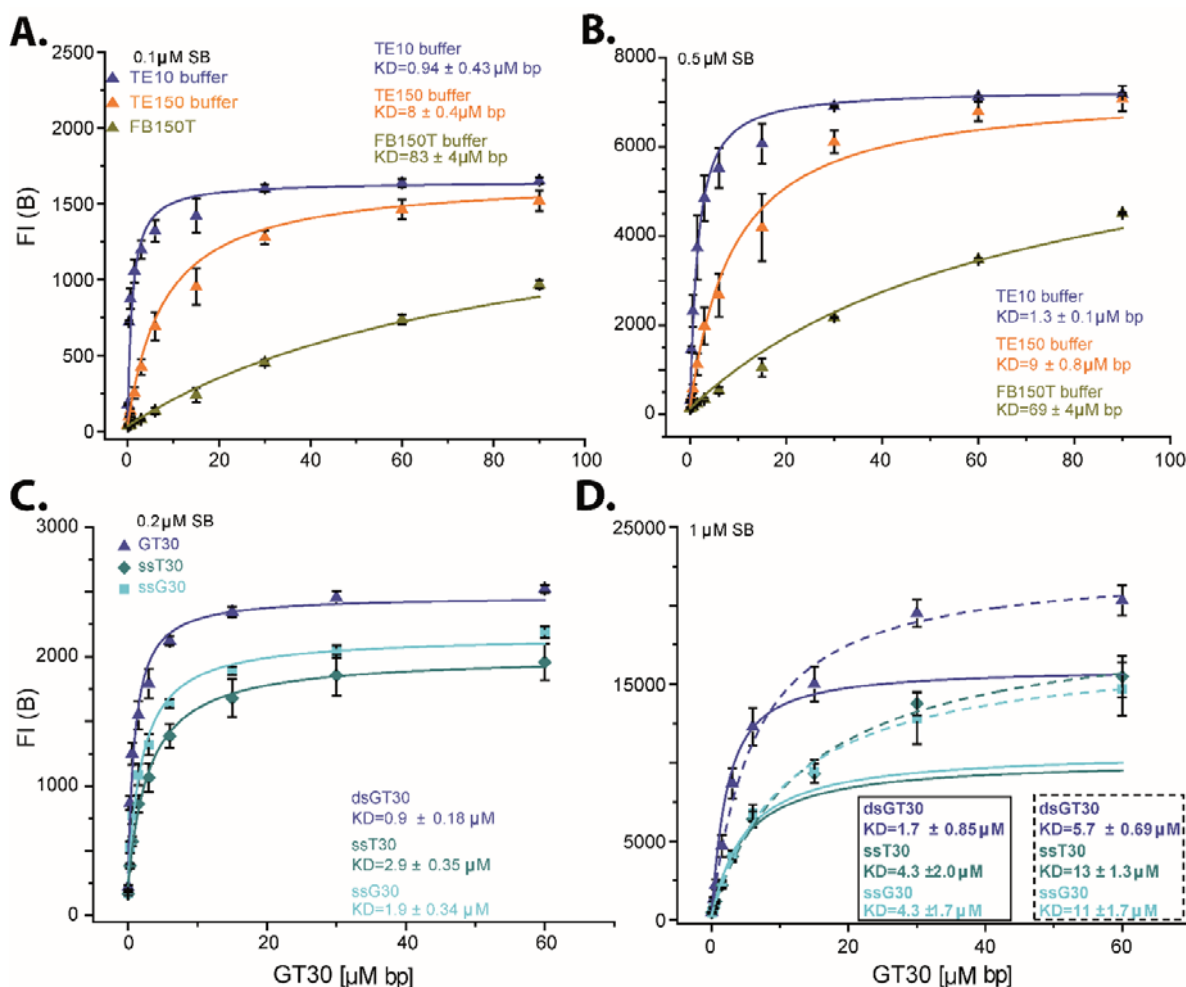 A.
0.1µM SB
TE10 buffer
TE150 buffer
FB150T
TE10 buffer
KD=0.94 ± 0.43 µM bp
TE150 buffer
KD=8 ± 0.4µM bp
FB150T buffer
KD=83 ± 4µM bp
FI (B)
2500
2000
1500
1000
500
0
0 20 40 60 80 100
B.
0.5µM SB
TE10 buffer
KD=1.3 ± 0.1µM bp
TE150 buffer
KD=9 ± 0.8µM bp
FB150T buffer
KD=69 ± 4µM bp
8000
6000
4000
2000
0
0 20 40 60 80 100
C.
0.2µM SB
GT30
ssT30
ssG30
dsGT30
KD=0.9 ± 0.18 µM
ssT30
KD=2.9 ± 0.35 µM
ssG30
KD=1.9 ± 0.34 µM
FI (B)
3000
2000
1000
0
0 20 40 60
GT30 [µM bp]
D.
1µM SB
dsGT30
KD=1.7 ± 0.85µM
ssT30
KD=4.3 ±2.0µM
ssG30
KD=4.3 ±1.7µM
dsGT30
KD=5.7 ± 0.69µM
ssT30
KD=13 ± 1.3µM
ssG30
KD=11 ±1.7µM
25000
15000
5000
0
0 20 40 60
GT30 [µM bp]